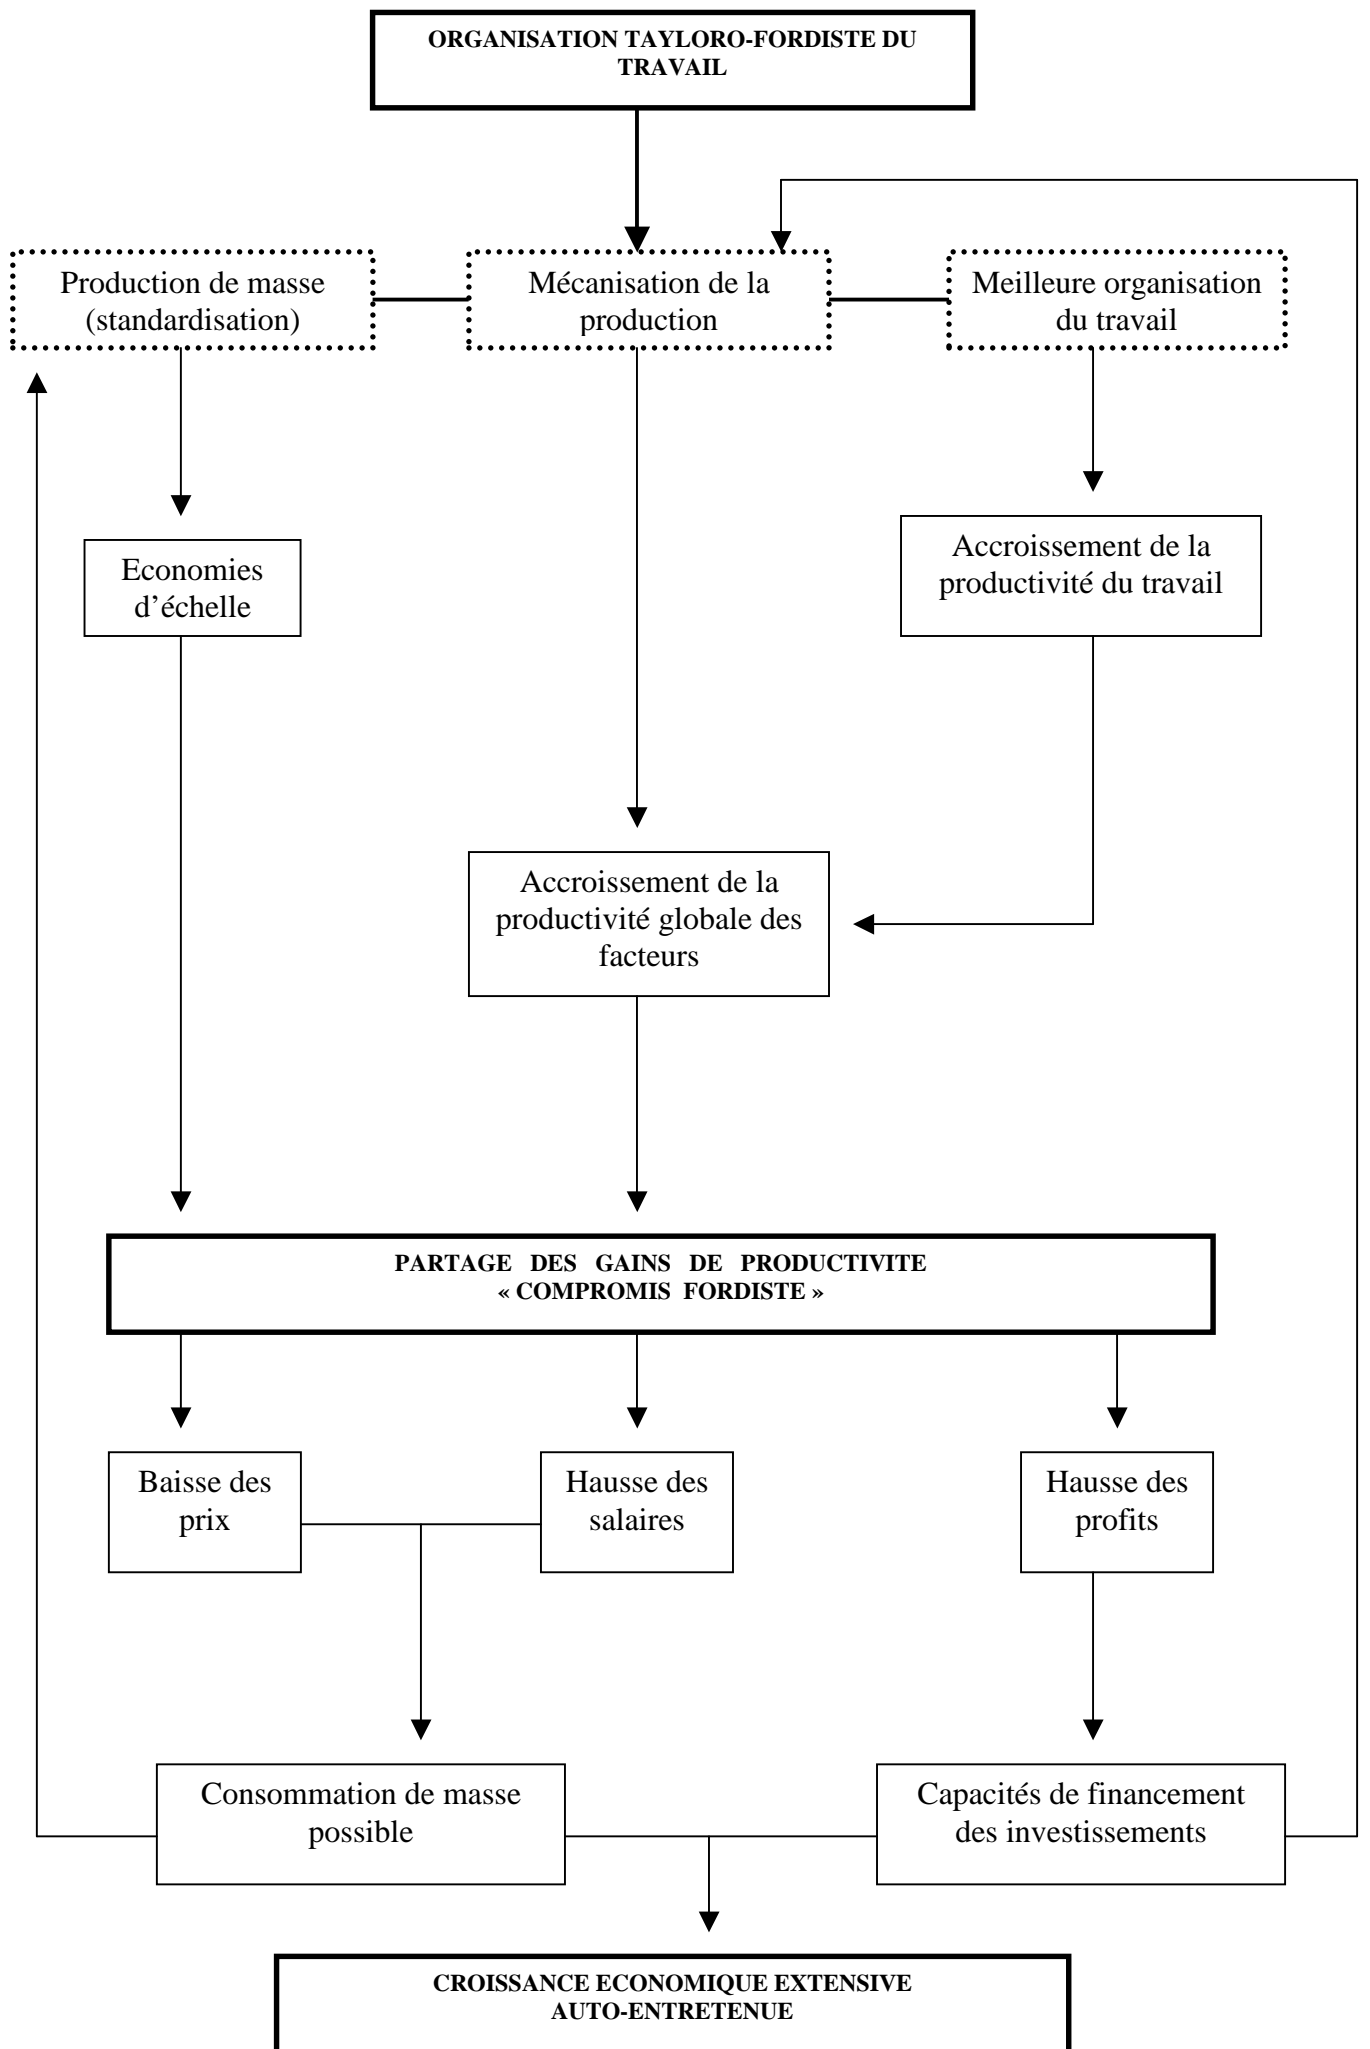 ORGANISATION TAYLORO-FORDISTE DU
TRAVAIL
Production de masse
(standardisation)
Mécanisation de la
production
Meilleure organisation
du travail
Economies
d’échelle
Accroissement de la
productivité du travail
Accroissement de la
productivité globale des
facteurs
PARTAGE DES GAINS DE PRODUCTIVITE
« COMPROMIS FORDISTE »
Baisse des
prix
Hausse des
salaires
Hausse des
profits
Consommation de masse
possible
Capacités de financement
des investissements
CROISSANCE ECONOMIQUE EXTENSIVE
AUTO-ENTRETENUE